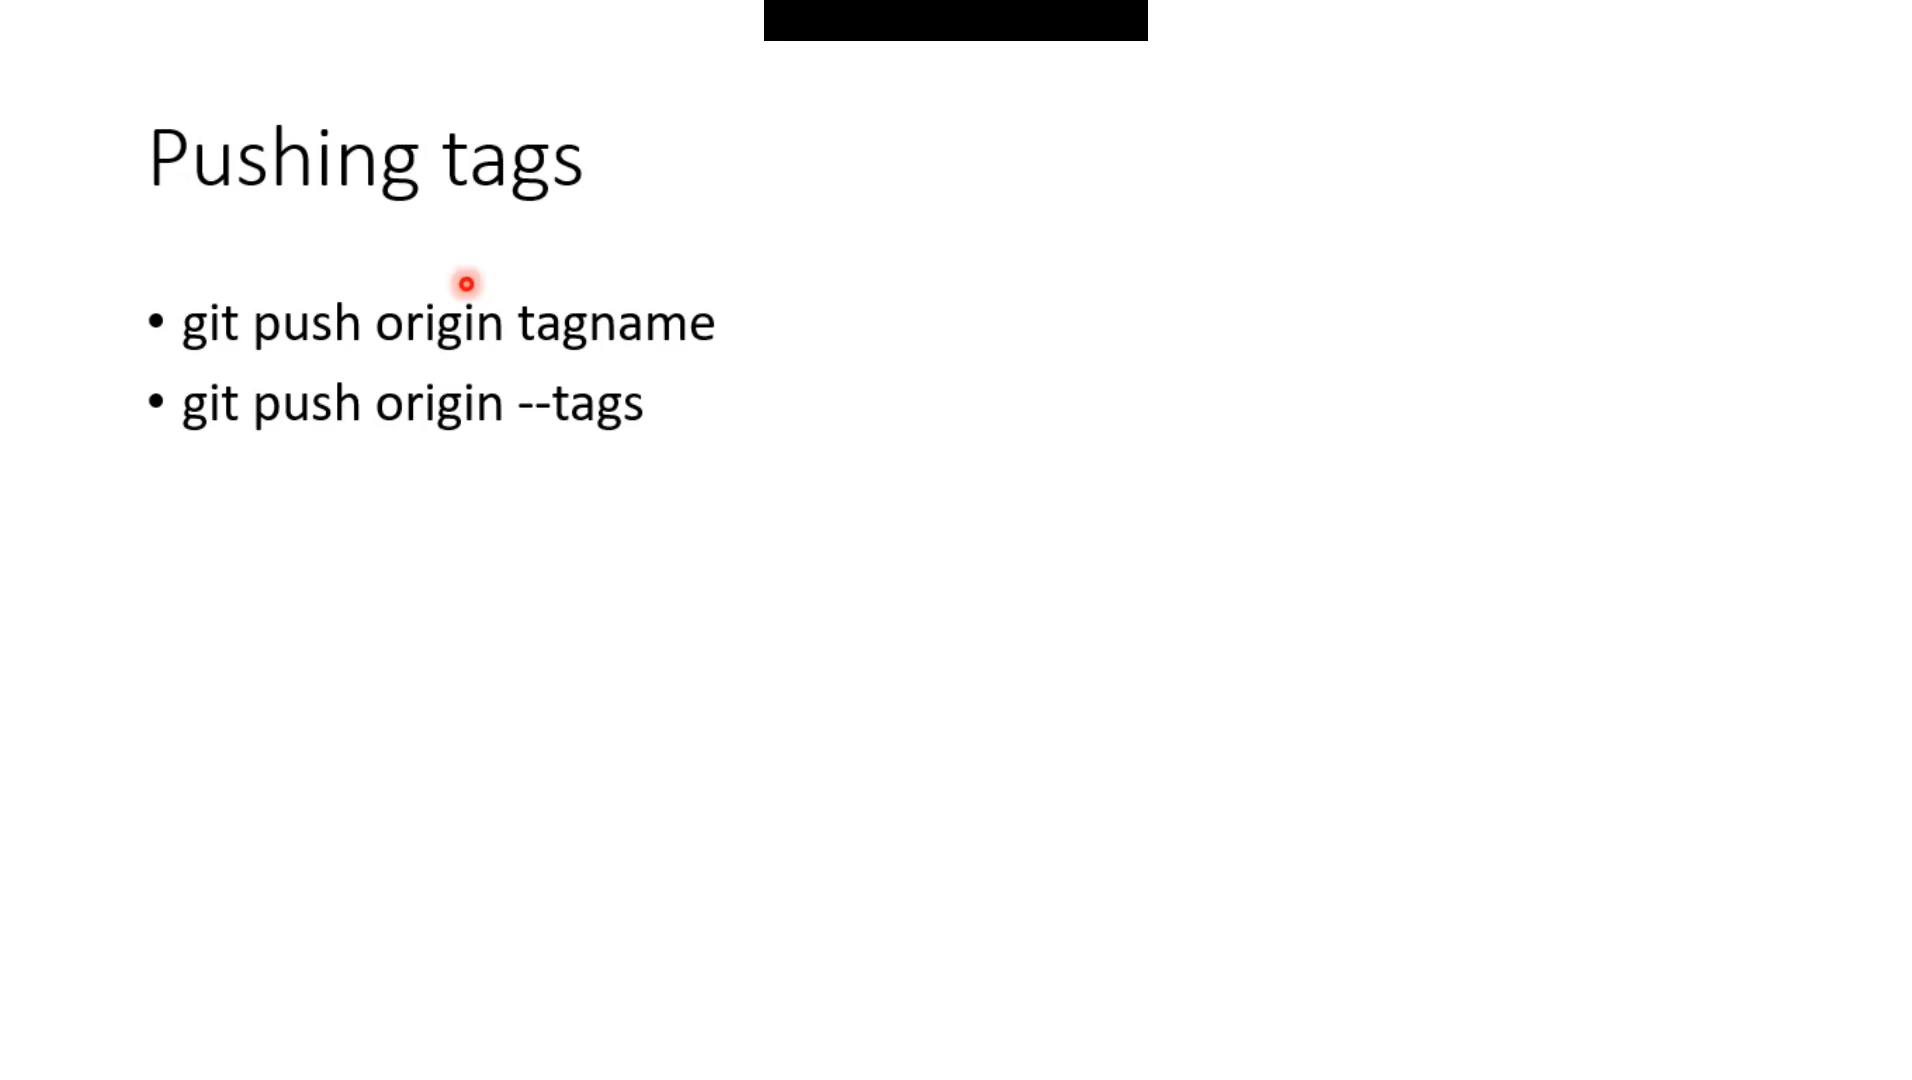 Pushing tags
• git push origin tagname
• git push origin --tags